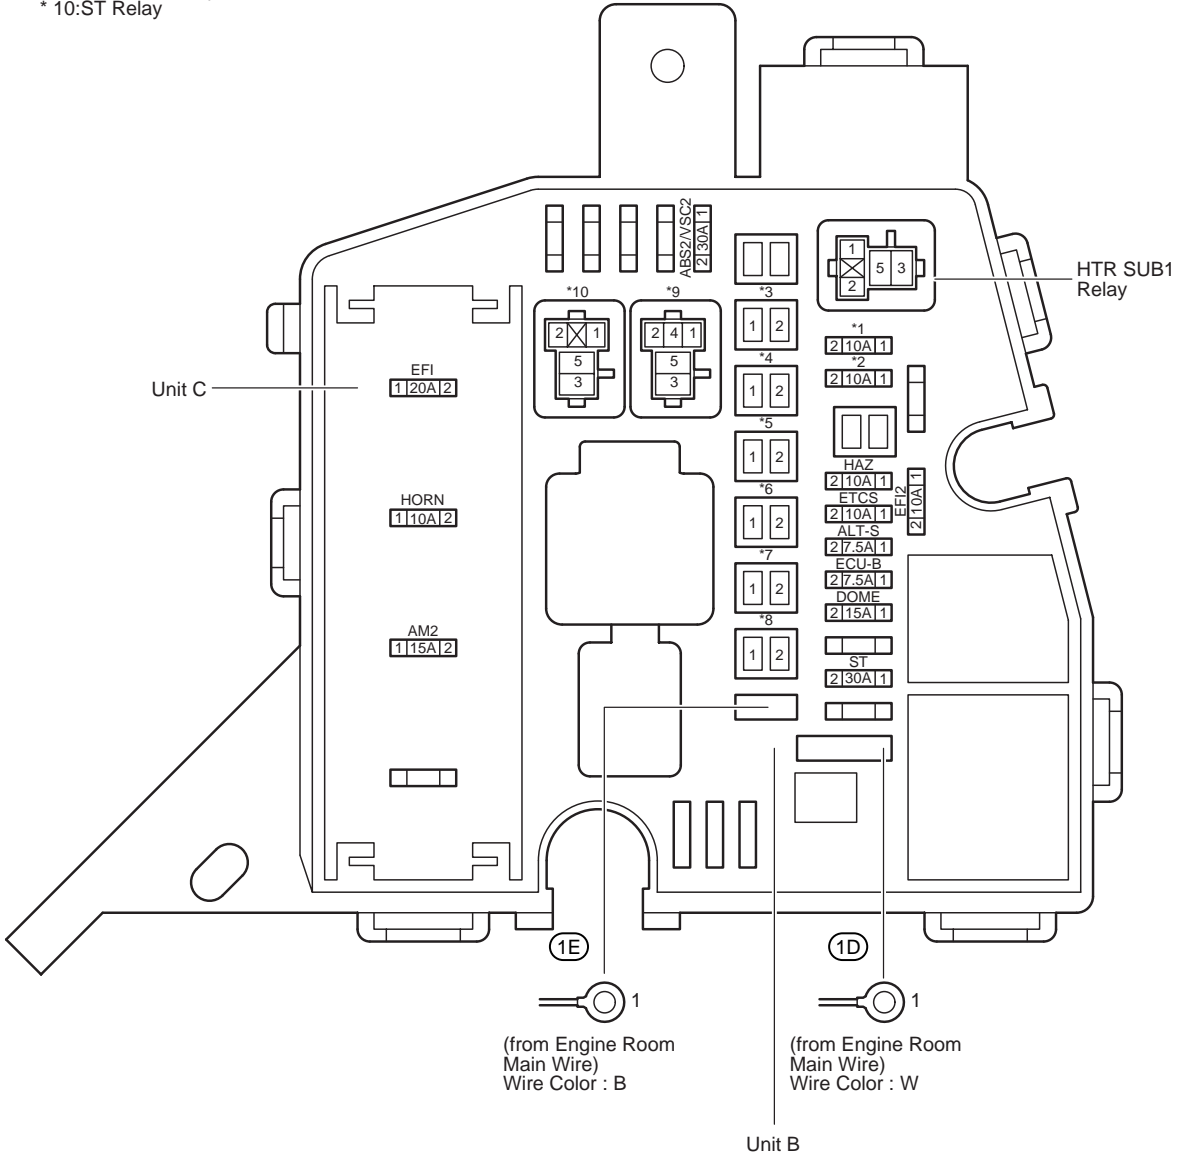 * 10:ST Relay
ABS2/VSC2
2 30A 1
1
5 3
2
HTR SUB1
Relay
*10
2 1
5
3
*9
2 4 1
5
3
*3
1 2
*1
2 10A 1
*4
1 2
*2
2 10A 1
Unit C
EFI
1 20A 2
*5
1 2
HAZ
2 10A 1
EFI2
2 10A 1
HORN
1 10A 2
*6
1 2
ETCS
2 10A 1
ALT-S
2 7.5A 1
*7
1 2
ECU-B
2 7.5A 1
DOME
2 15A 1
AM2
1 15A 2
*8
1 2
ST
2 30A 1
1E
1
(from Engine Room
Main Wire)
Wire Color : B
1D
1
(from Engine Room
Main Wire)
Wire Color : W
Unit B